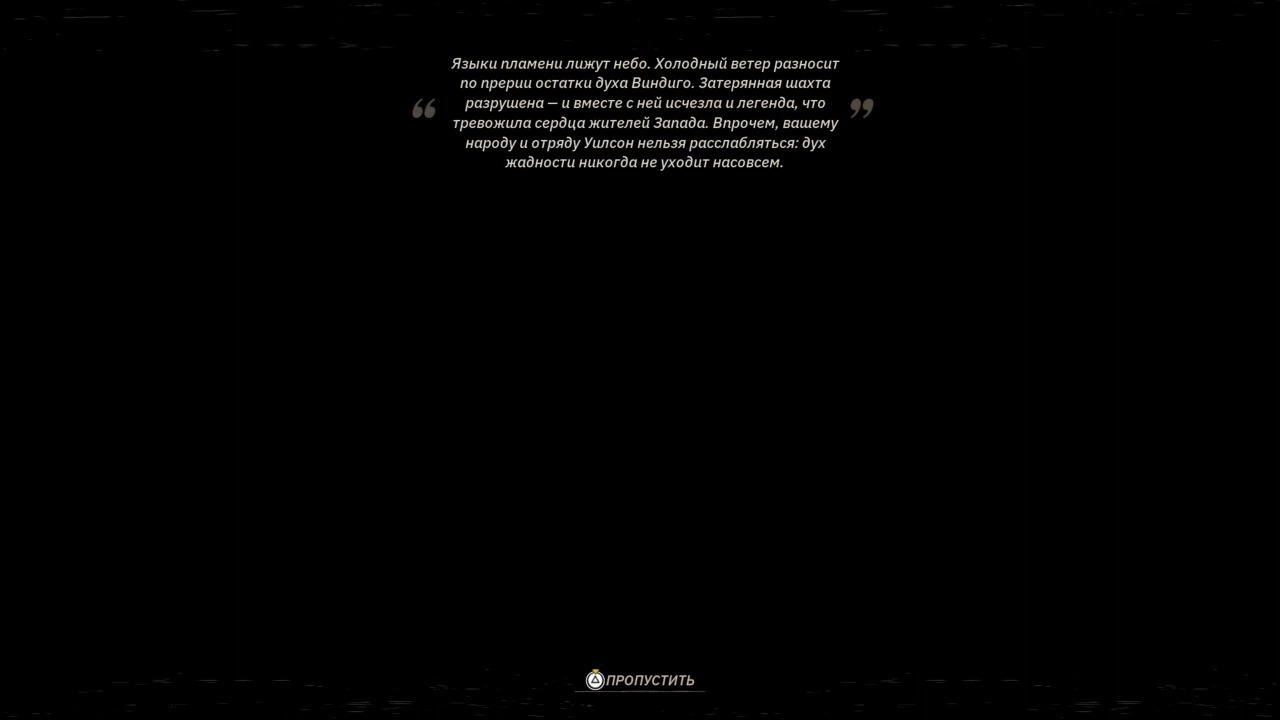 Языки пламени лижут небо. Холодный ветер разносит
по прерии остатки духа Виндиго. Затерянная шахта
“ разрушена — и вместе с ней исчезла и легенда, что ”
тревожила сердца жителей Запада. Впрочем, вашему
народу и отряду Уилсон нельзя расслабляться: дух
жадности никогда не уходит насовсем.
ПРОПУСТИТЬ